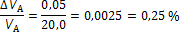 ΔV_A/V_A = 0,05/20,0 = 0,0025 = 0,25 %